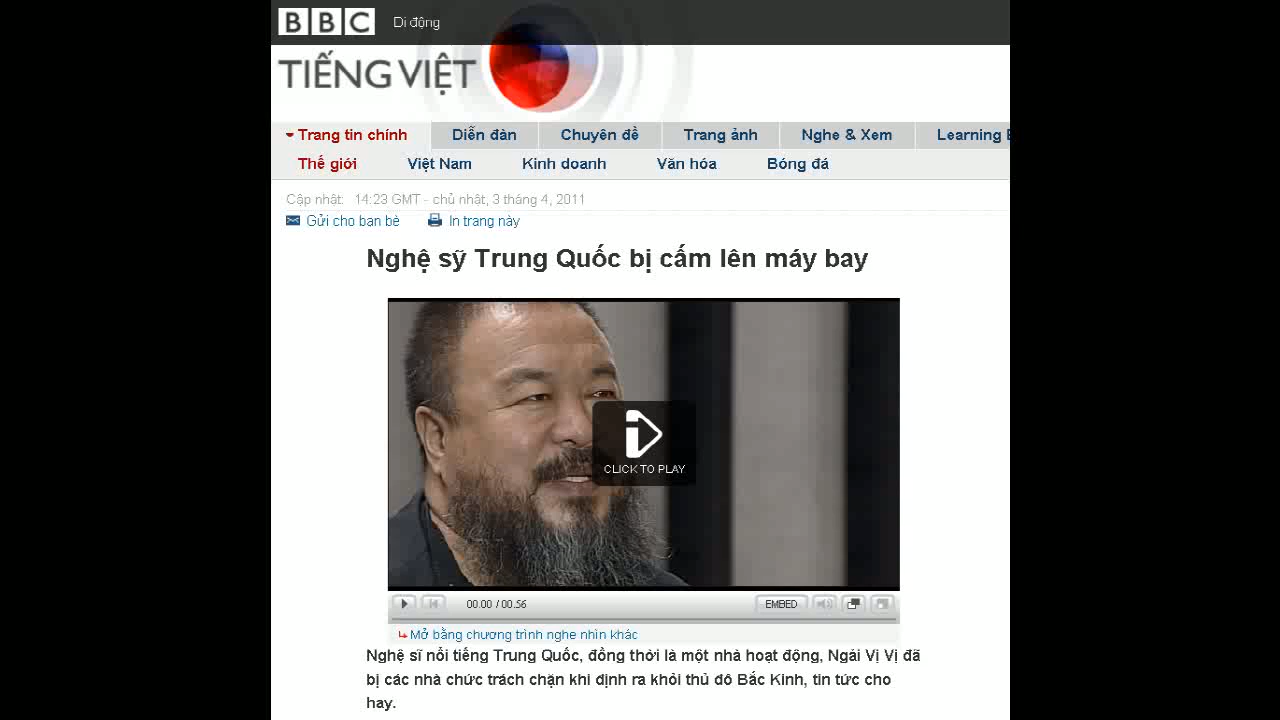 BBC Di động
TIẾNG VIỆT
Trang tin chính Diễn đàn Chuyên đề Trang ảnh Nghe & Xem Learning
Thế giới Việt Nam Kinh doanh Văn hóa Bóng đá
Cập nhật: 14:23 GMT - chủ nhật, 3 tháng 4, 2011
Gửi cho bạn bè In trang này
Nghệ sỹ Trung Quốc bị cấm lên máy bay
CLICK TO PLAY
00.00 / 00.56 EMBED
Mở bằng chương trình nghe nhìn khác
Nghệ sĩ nổi tiếng Trung Quốc, đồng thời là một nhà hoạt động, Ngải Vị Vị đã
bị các nhà chức trách chặn khi định ra khỏi thủ đô Bắc Kinh, tin tức cho
hay.